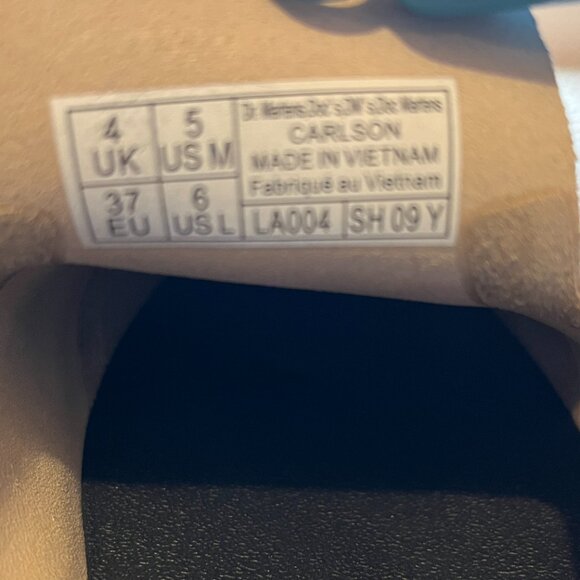 4 UK
5 US M
37 EU
6 US L
Dr. Martens, Doc's, DM's, Doc Martens
CARLSON
MADE IN VIETNAM
Fabriqué au Vietnam
LA004
SH 09 Y